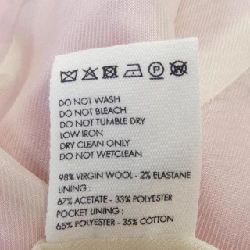 DO NOT WASH
DO NOT BLEACH
DO NOT TUMBLE DRY
LOW IRON
DRY CLEAN ONLY
DO NOT WETCLEAN
98% VIRGIN WOOL - 2% ELASTANE
LINING :
67% ACETATE - 33% POLYESTER
POCKET LINING :
65% POLYESTER - 35% COTTON